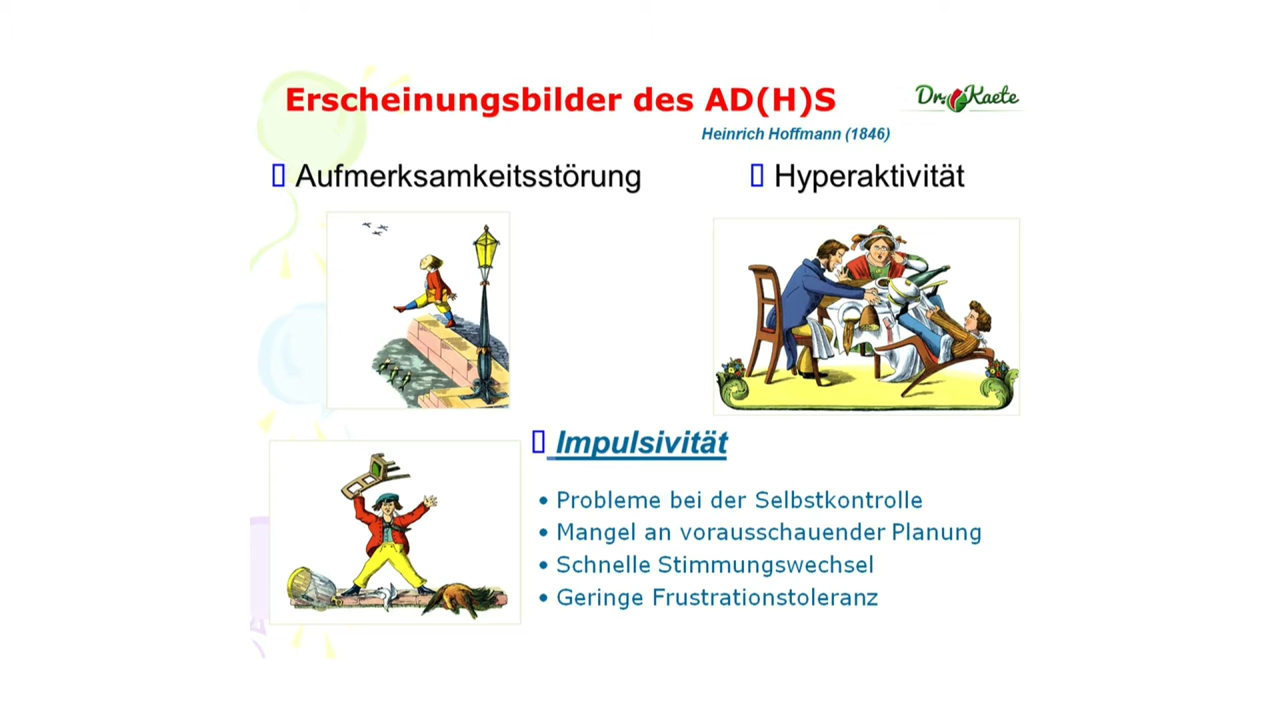 Erscheinungsbilder des AD(H)S
Dr. Kaete
Heinrich Hoffmann (1846)
Aufmerksamkeitsstörung
Hyperaktivität
Impulsivität
• Probleme bei der Selbstkontrolle
• Mangel an vorausschauender Planung
• Schnelle Stimmungswechsel
• Geringe Frustrationstoleranz